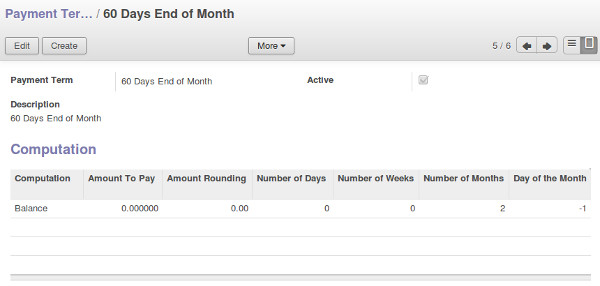 Payment Ter... / 60 Days End of Month
Edit Create More 5 / 6
Payment Term 60 Days End of Month Active
Description
60 Days End of Month
Computation
Computation Amount To Pay Amount Rounding Number of Days Number of Weeks Number of Months Day of the Month
Balance 0.000000 0.00 0 0 2 -1